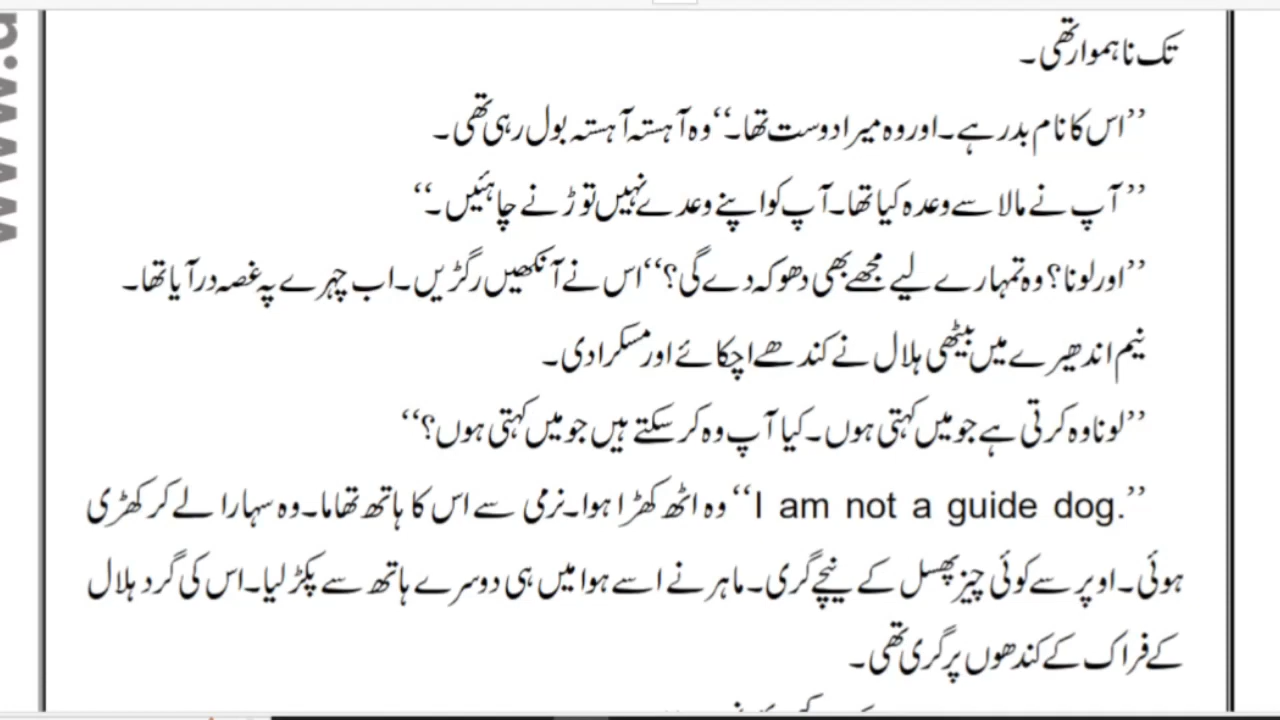 تک ناہموار تھی۔
’’اس کا نام بدر ہے۔ اور وہ میرا دوست تھا۔‘‘ وہ آہستہ آہستہ بول رہی تھی۔
’’آپ نے مالا سے وعدہ کیا تھا۔ آپ کو اپنے وعدے نہیں توڑنے چاہئیں۔‘‘
’’اور لونا؟ وہ تمہارے لیے مجھے بھی دھوکہ دے گی؟‘‘ اس نے آنکھیں رگڑیں۔ اب چہرے پہ غصہ در آیا تھا۔
نیم اندھیرے میں بیٹھی ہلال نے کندھے اچکائے اور مسکرا دی۔
’’لونا وہ کرتی ہے جو میں کہتی ہوں۔ کیا آپ وہ کر سکتے ہیں جو میں کہتی ہوں؟‘‘
’’I am not a guide dog.‘‘ وہ اٹھ کھڑا ہوا۔ نرمی سے اس کا ہاتھ تھاما۔ وہ سہارا لے کر کھڑی
ہوئی۔ اوپر سے کوئی چیز پھسل کے نیچے گری۔ ماہر نے اسے ہوا میں ہی دوسرے ہاتھ سے پکڑ لیا۔ اس کی گرد ہلال
کے فراک کے کندھوں پر گری تھی۔